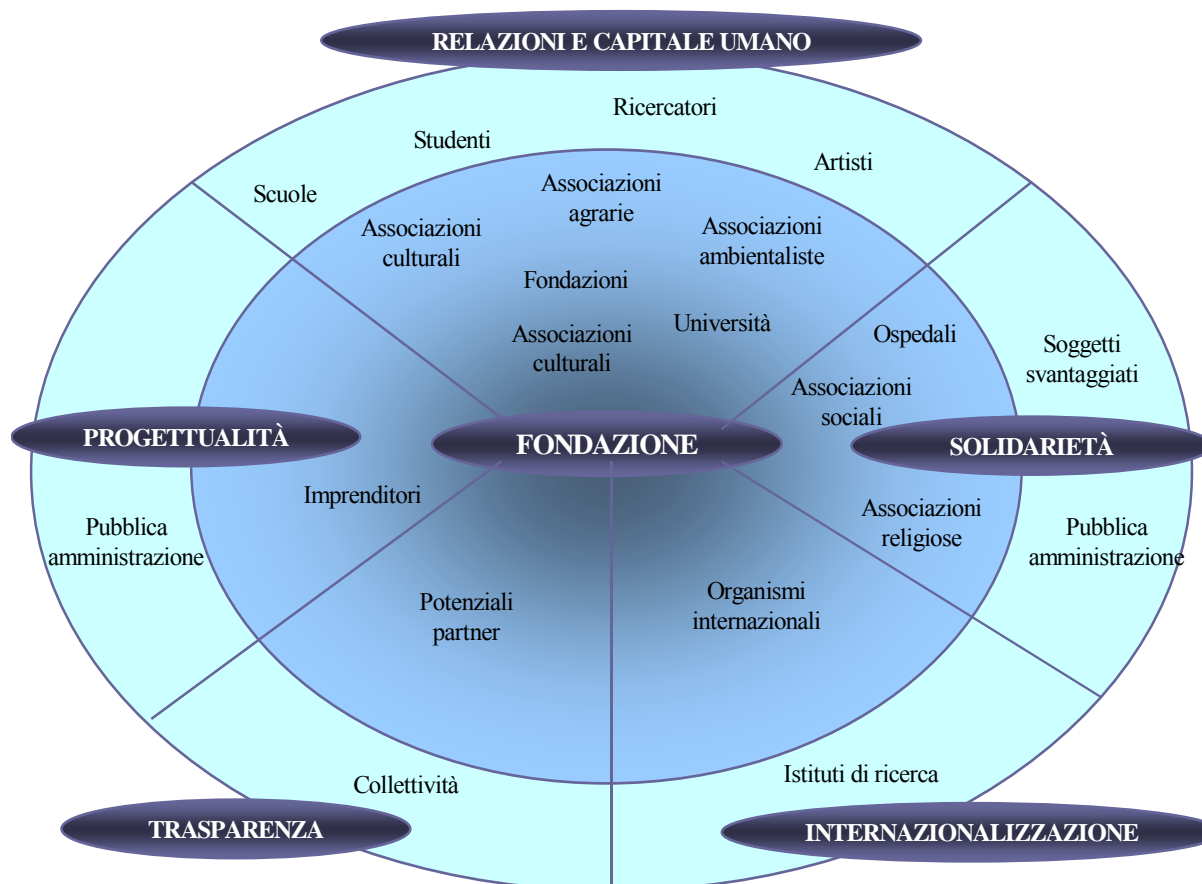 RELAZIONI E CAPITALE UMANO
Ricercatori
Studenti
Artisti
Scuole
Associazioni
agrarie
Associazioni
culturali
Associazioni
ambientaliste
Fondazioni
Università
Associazioni
culturali
Ospedali
Soggetti
svantaggiati
Associazioni
sociali
PROGETTUALITÀ
FONDAZIONE
SOLIDARIETÀ
Imprenditori
Associazioni
religiose
Pubblica
amministrazione
Pubblica
amministrazione
Potenziali
partner
Organismi
internazionali
Collettività
Istituti di ricerca
TRASPARENZA
INTERNAZIONALIZZAZIONE